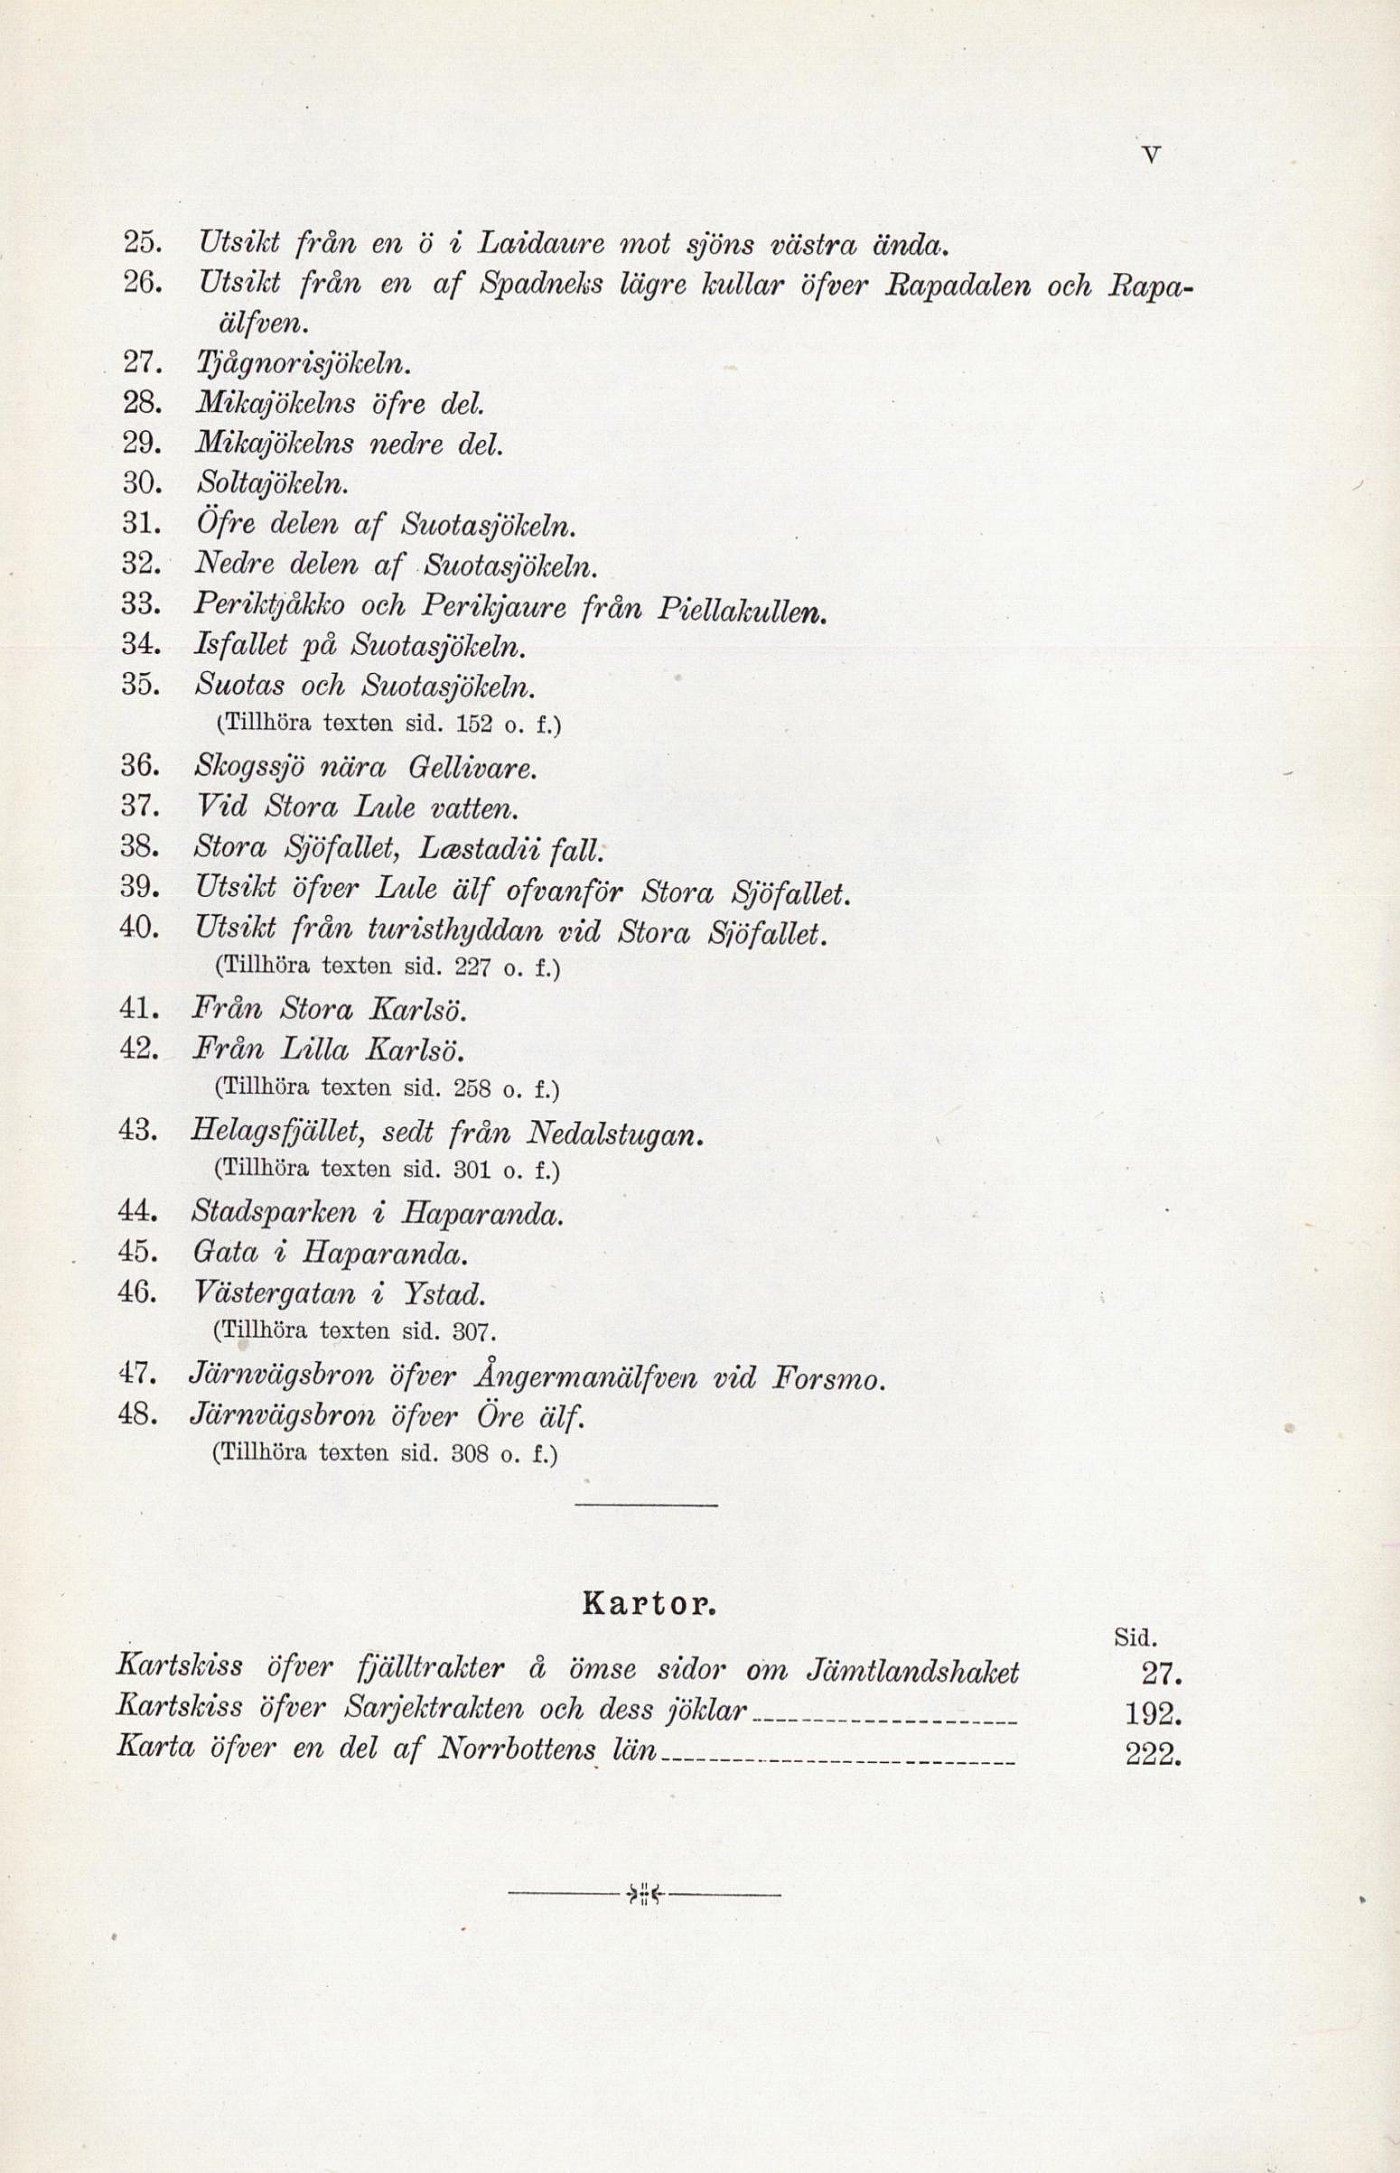 V
25. Utsikt från en ö i Laidaure mot sjöns västra ända.
26. Utsikt från en af Spadneks lägre kullar öfver Rapadalen och Rapa-
älfven.
27. Tjågnorisjökeln.
28. Mikajökelns öfre del.
29. Mikajökelns nedre del.
30. Soltajökeln.
31. Öfre delen af Suotasjökeln.
32. Nedre delen af Suotasjökeln.
33. Periktjåkko och Perikjaure från Piellakullen.
34. Isfallet på Suotasjökeln.
35. Suotas och Suotasjökeln.
(Tillhöra texten sid. 152 o. f.)
36. Skogssjö nära Gellivare.
37. Vid Stora Lule vatten.
38. Stora Sjöfallet, Læstadii fall.
39. Utsikt öfver Lule älf ofvanför Stora Sjöfallet.
40. Utsikt från turisthyddan vid Stora Sjöfallet.
(Tillhöra texten sid. 227 o. f.)
41. Från Stora Karlsö.
42. Från Lilla Karlsö.
(Tillhöra texten sid. 258 o. f.)
43. Helagsfjället, sedt från Nedalstugan.
(Tillhöra texten sid. 301 o. f.)
44. Stadsparken i Haparanda.
45. Gata i Haparanda.
46. Västergatan i Ystad.
(Tillhöra texten sid. 307.
47. Järnvägsbron öfver Ångermanälfven vid Forsmo.
48. Järnvägsbron öfver Öre älf.
(Tillhöra texten sid. 308 o. f.)
Kartor.
Sid.
Kartskiss öfver fjälltrakter å ömse sidor om Jämtlandshaket 27.
Kartskiss öfver Sarjektrakten och dess jöklar 192.
Karta öfver en del af Norrbottens län 222.